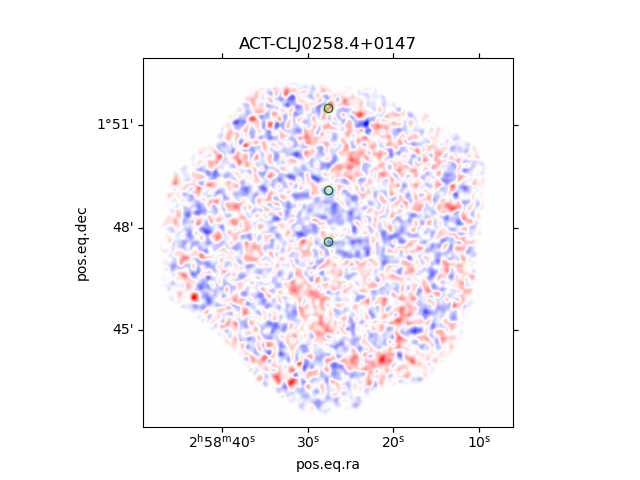 ACT-CLJ0258.4+0147
1°51'
48'
45'
pos.eq.dec
2ʰ58ᵐ40ˢ 30ˢ 20ˢ 10ˢ
pos.eq.ra